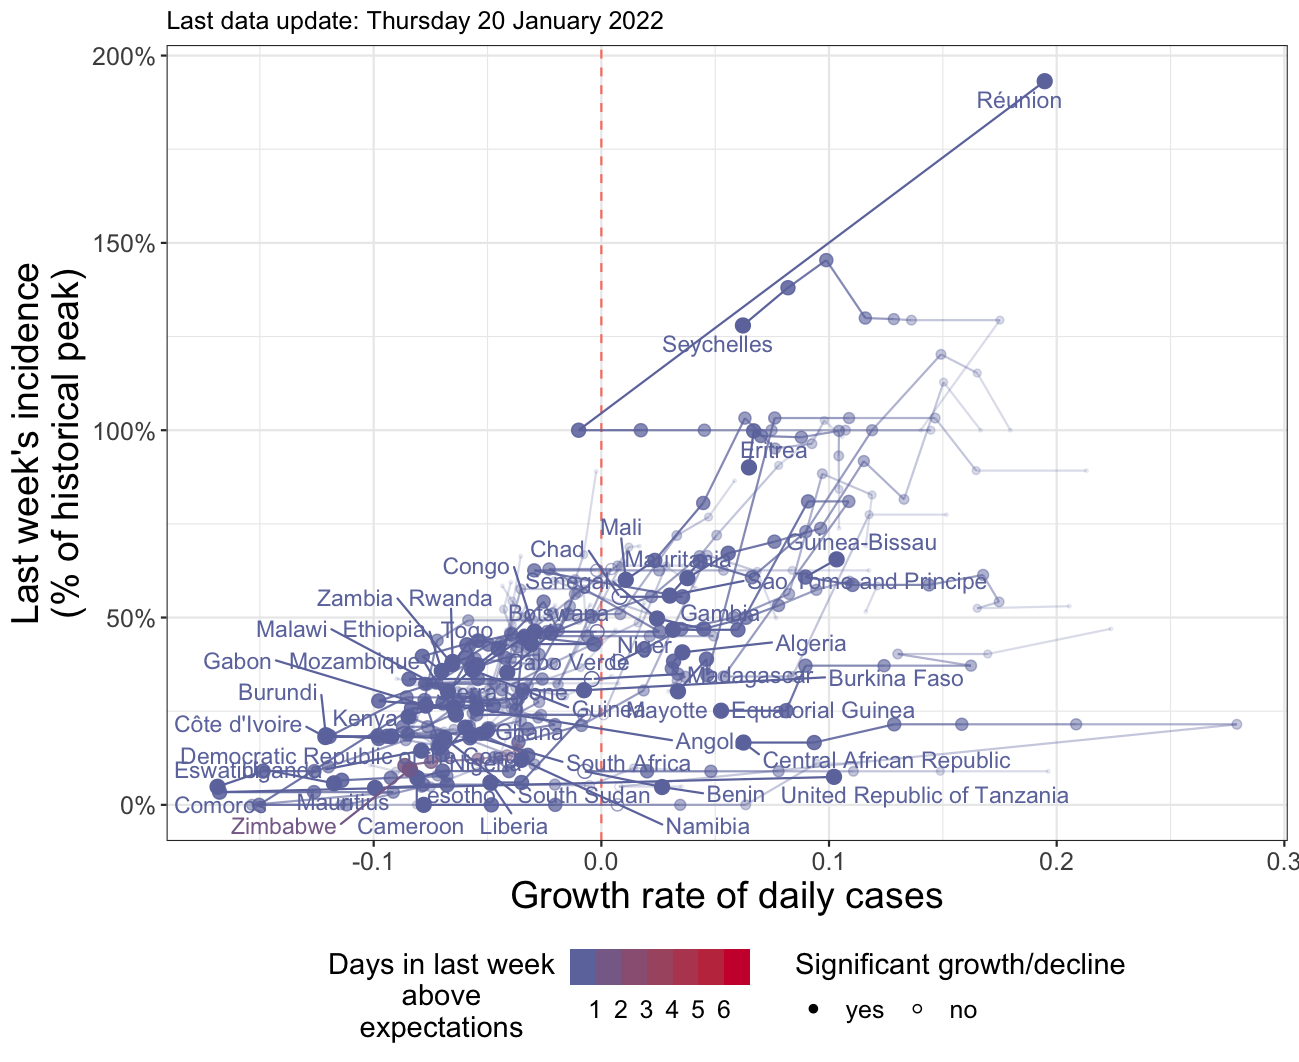 Last data update: Thursday 20 January 2022
200%
150%
100%
50%
0%
Last week's incidence
(% of historical peak)
Réunion
Seychelles
Eritrea
Mali
Guinea-Bissau
Chad
Mauritania
Congo
Senegal
Sao Tome and Principe
Zambia
Rwanda
Botswana
Gambia
Malawi
Ethiopia
Togo
Niger
Algeria
Gabon
Mozambique
Cabo Verde
Madagascar
Burkina Faso
Burundi
Sierra Leone
Guinea
Mayotte
Equatorial Guinea
Côte d'Ivoire
Kenya
Ghana
Angola
Democratic Republic of the Congo
Nigeria
South Africa
Central African Republic
Eswatini
Uganda
Comoros
Mauritius
Lesotho
South Sudan
Benin
United Republic of Tanzania
Zimbabwe
Cameroon
Liberia
Namibia
-0.1
0.0
0.1
0.2
0.3
Growth rate of daily cases
Days in last week
above
expectations
1 2 3 4 5 6
Significant growth/decline
yes
no